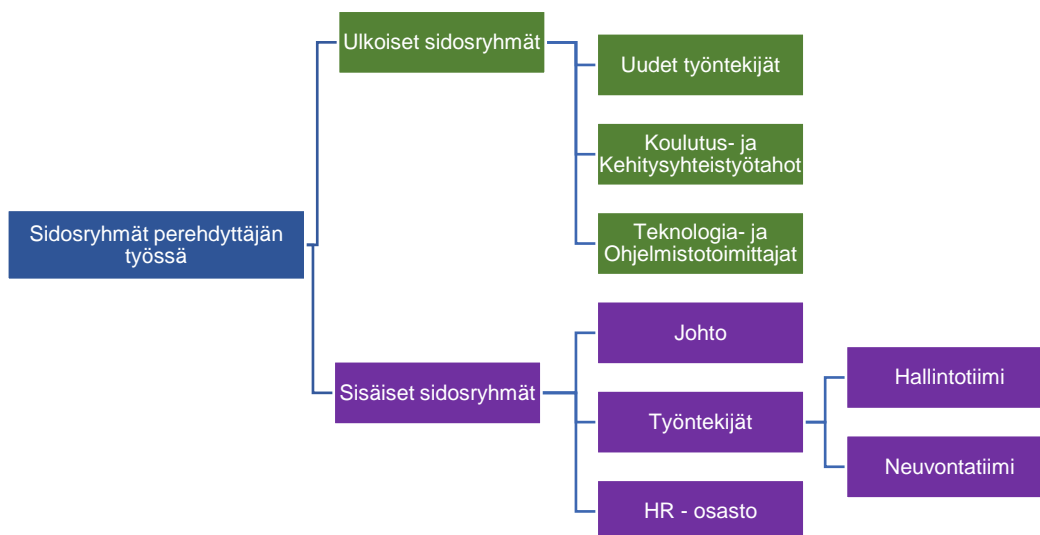 Ulkoiset sidosryhmät
Uudet työntekijät
Koulutus- ja
Kehitysyhteistyötahot
Teknologia- ja
Ohjelmistotoimittajat
Sidosryhmät perehdyttäjän
työssä
Johto
Sisäiset sidosryhmät
Työntekijät
HR - osasto
Hallintotiimi
Neuvontatiimi